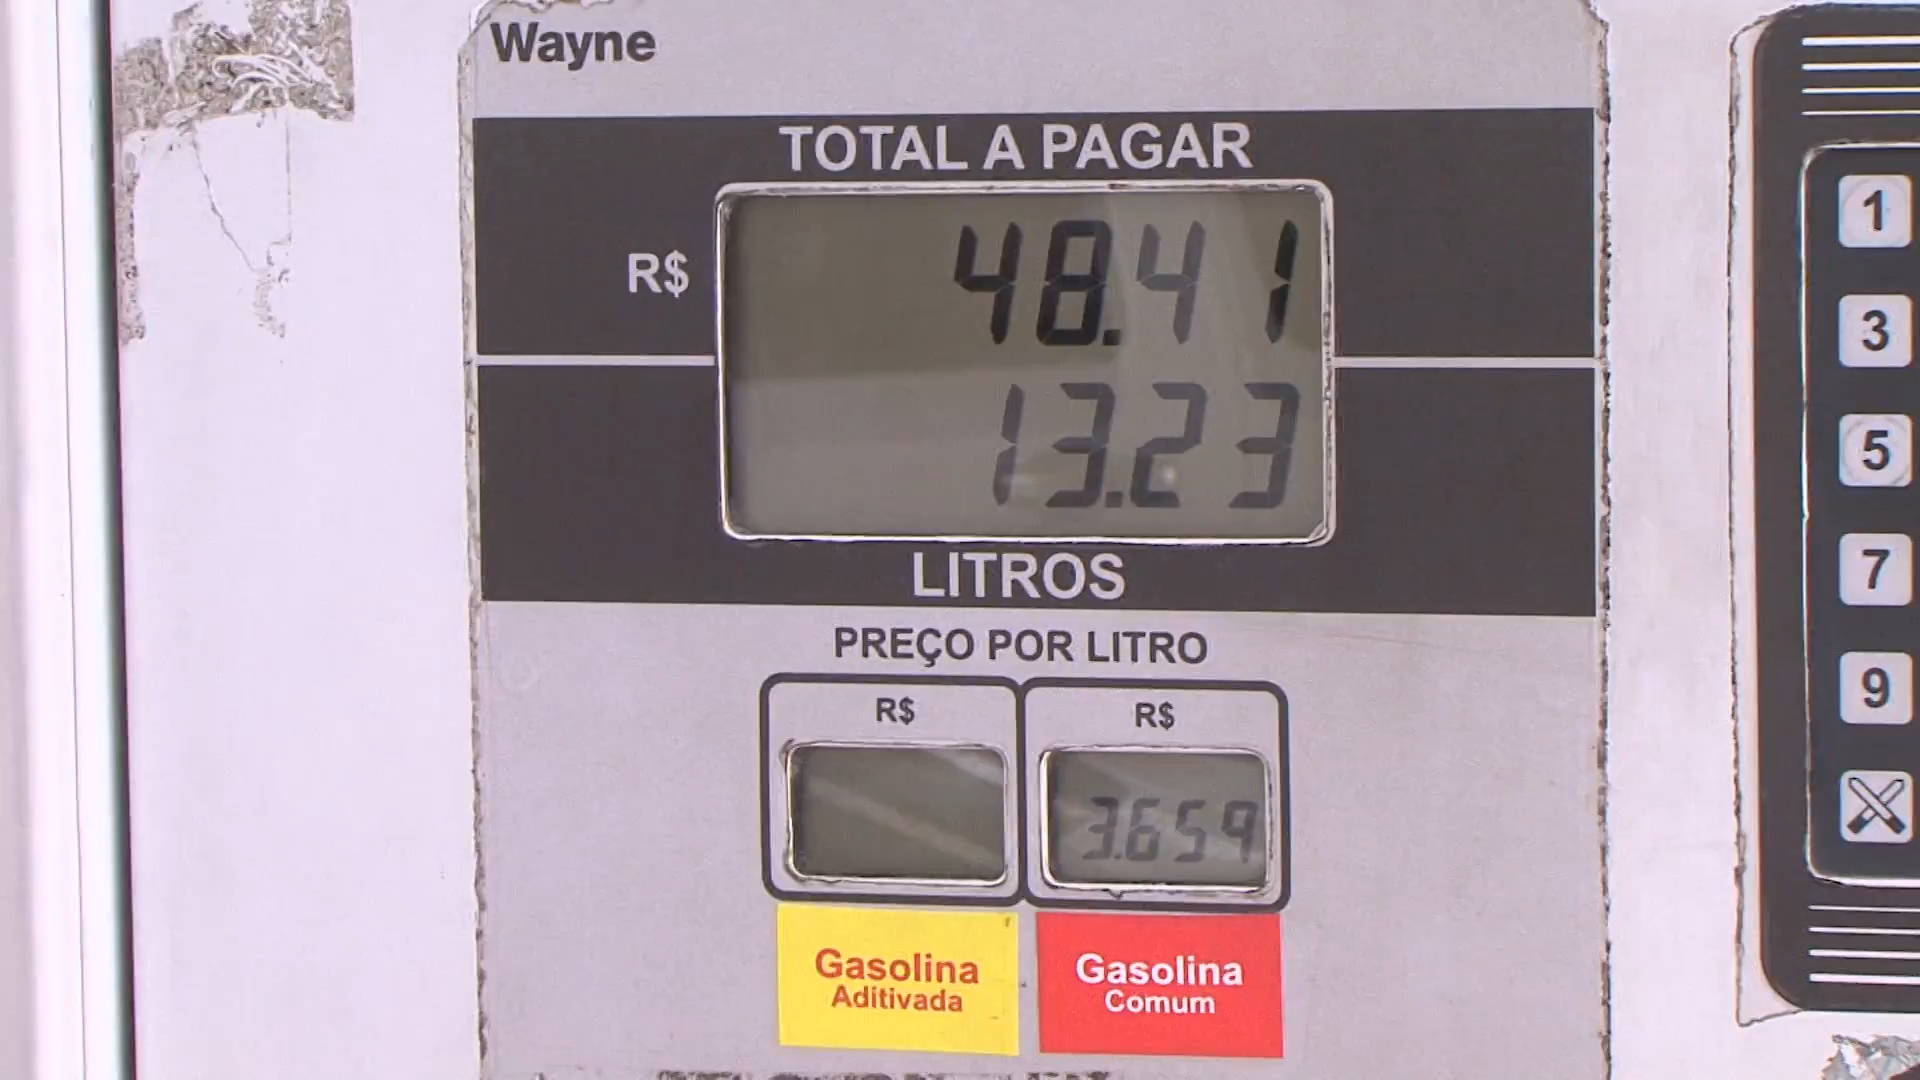 Wayne
TOTAL A PAGAR
R$ 48.41
13.23
LITROS
PREÇO POR LITRO
R$ R$
3.659
Gasolina Aditivada
Gasolina Comum
1
3
5
7
9